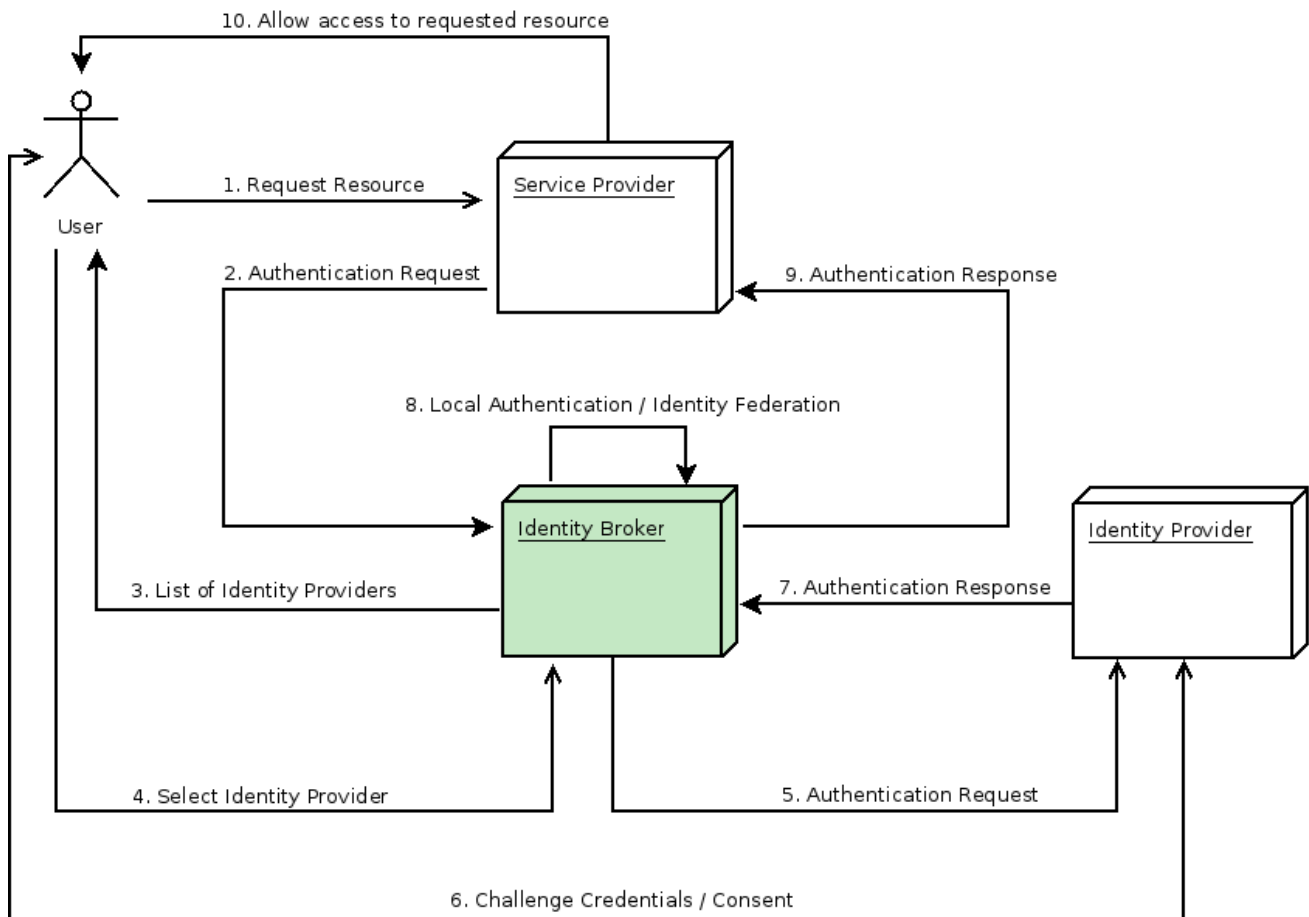 10. Allow access to requested resource
1. Request Resource
Service Provider
User
2. Authentication Request
9. Authentication Response
8. Local Authentication / Identity Federation
Identity Broker
Identity Provider
3. List of Identity Providers
7. Authentication Response
4. Select Identity Provider
5. Authentication Request
6. Challenge Credentials / Consent